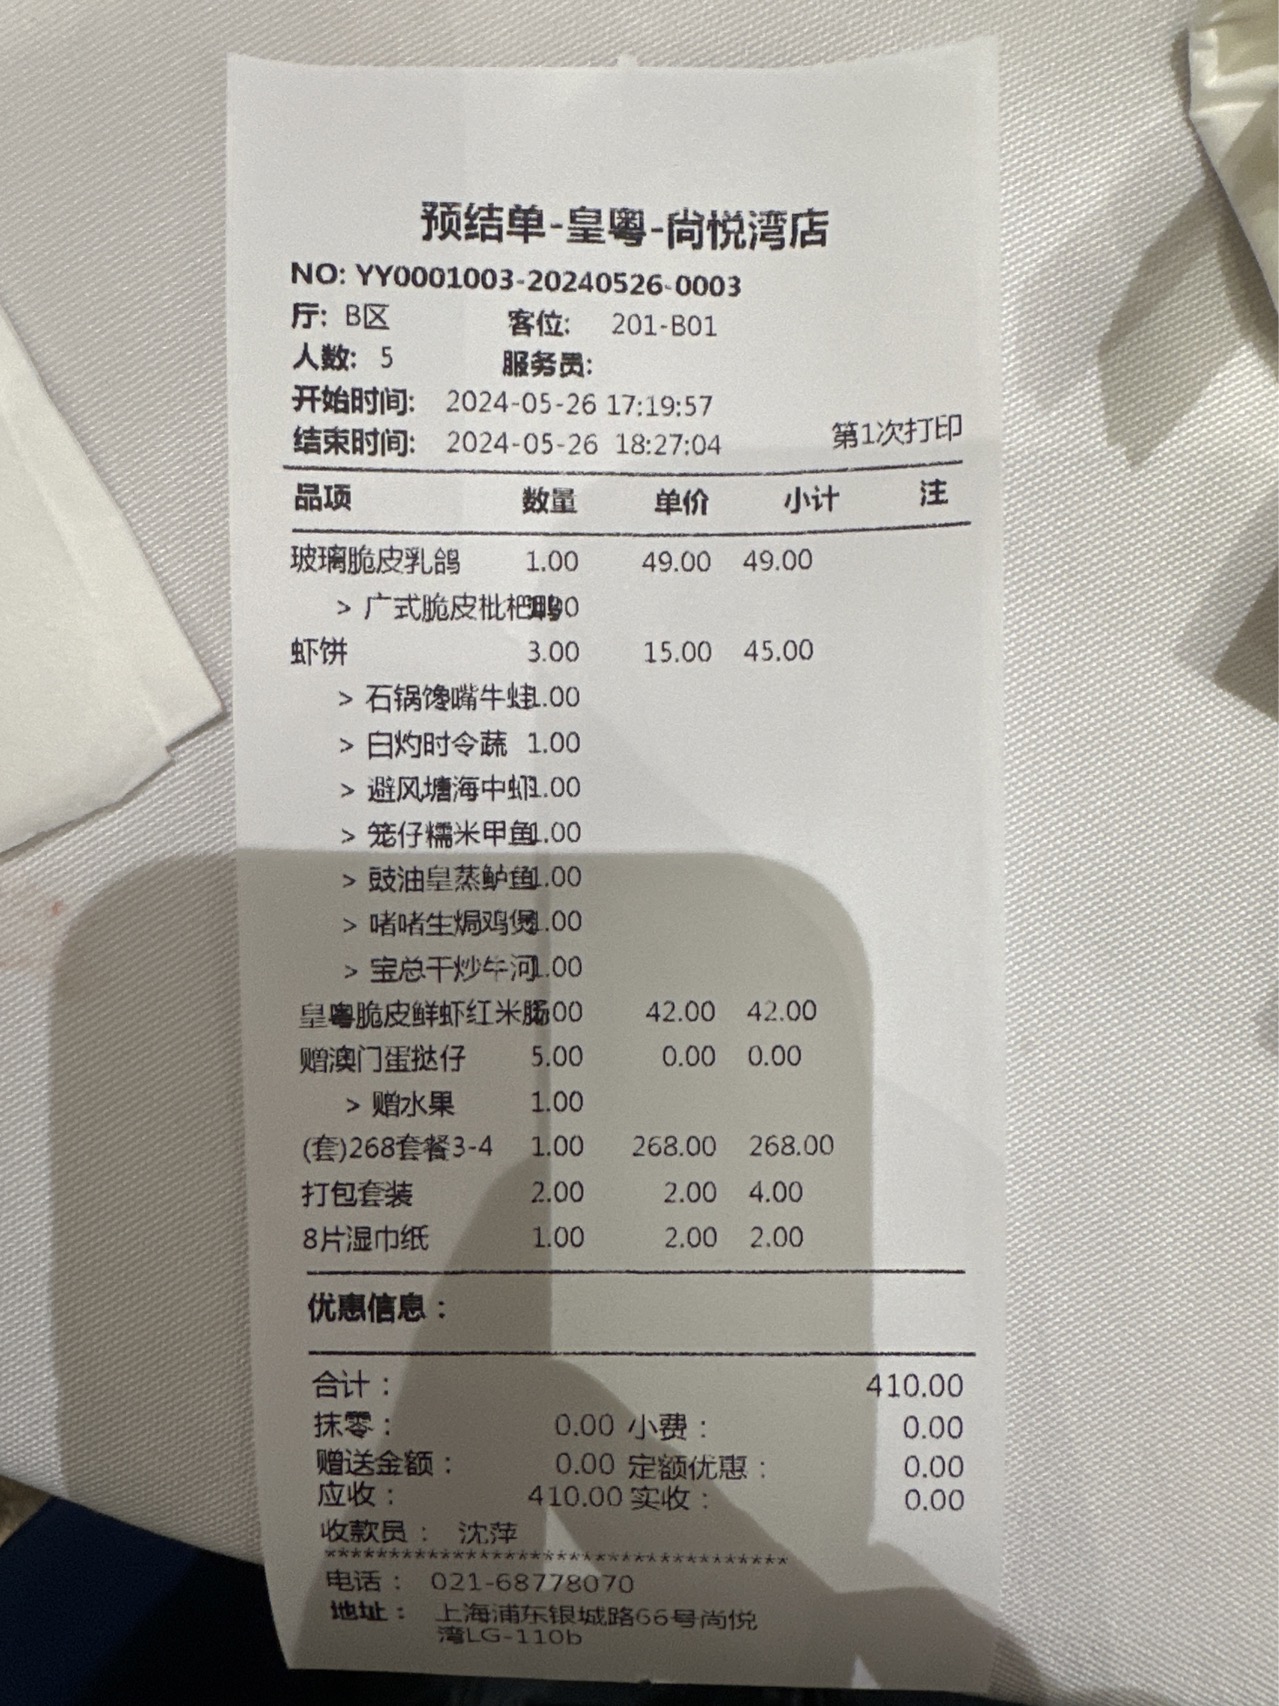 预结单-皇粤-尚悦湾店
NO: YY0001003-20240526-0003
厅: B区 客位: 201-B01
人数: 5 服务员:
开始时间: 2024-05-26 17:19:57
结束时间: 2024-05-26 18:27:04 第1次打印
品项 数量 单价 小计 注
玻璃脆皮乳鸽 1.00 49.00 49.00
> 广式脆皮枇杷鸭
虾饼 3.00 15.00 45.00
> 石锅馋嘴牛蛙1.00
> 白灼时令蔬 1.00
> 避风塘海中虾1.00
> 笼仔糯米甲鱼1.00
> 豉油皇蒸鲈鱼1.00
> 啫啫生焗鸡煲1.00
> 宝总干炒牛河1.00
皇粤脆皮鲜虾红米肠 42.00 42.00
赠澳门蛋挞仔 5.00 0.00 0.00
> 赠水果 1.00
(套)268套餐3-4 1.00 268.00 268.00
打包套装 2.00 2.00 4.00
8片湿巾纸 1.00 2.00 2.00
优惠信息：
合计： 410.00
抹零： 0.00 小费： 0.00
赠送金额： 0.00 定额优惠： 0.00
应收： 410.00 实收： 0.00
收款员： 沈萍
*************************************
电话： 021-68778070
地址： 上海浦东银城路66号尚悦
湾LG-110b